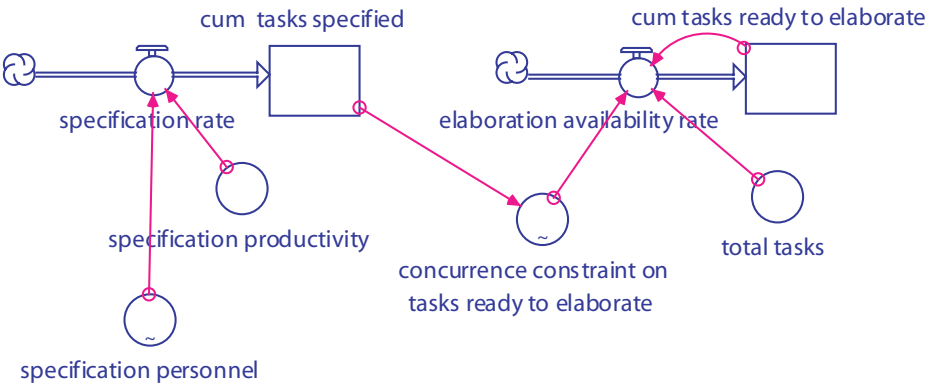 cum tasks specified
cum tasks ready to elaborate
specification rate
elaboration availability rate
specification productivity
total tasks
concurrence constraint on
tasks ready to elaborate
~
~
specification personnel